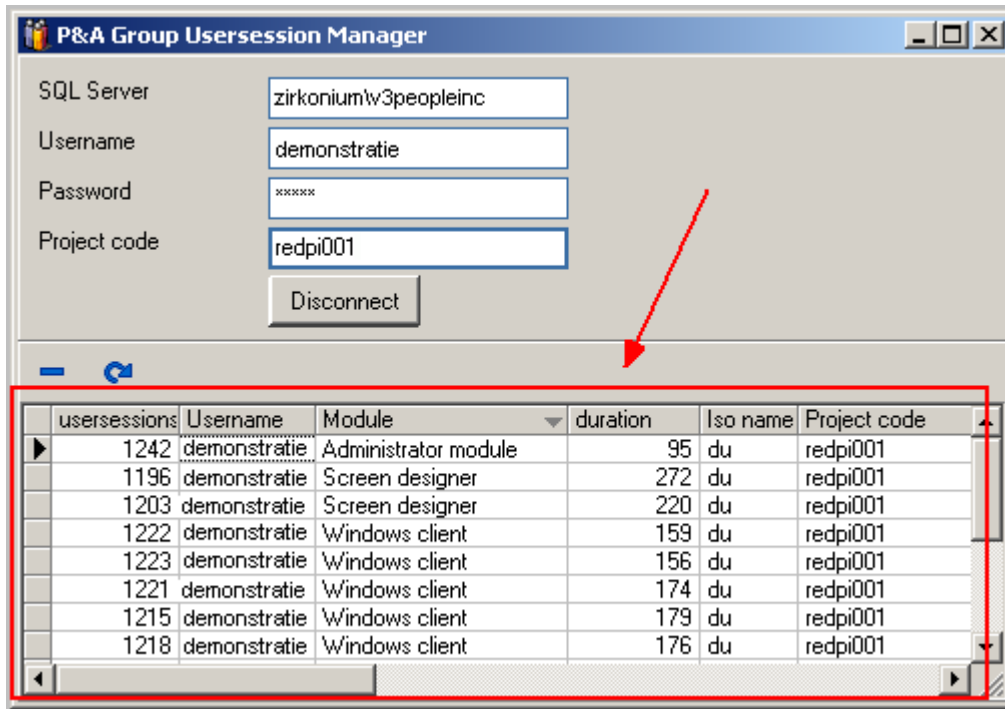 P&A Group Usersession Manager
SQL Server zirkonium\v3peopleinc
Username demonstratie
Password xxxxx
Project code redpi001
Disconnect
usersessions Username Module duration Iso name Project code
1242 demonstratie Administrator module 95 du redpi001
1196 demonstratie Screen designer 272 du redpi001
1203 demonstratie Screen designer 220 du redpi001
1222 demonstratie Windows client 159 du redpi001
1223 demonstratie Windows client 156 du redpi001
1221 demonstratie Windows client 174 du redpi001
1215 demonstratie Windows client 179 du redpi001
1218 demonstratie Windows client 176 du redpi001